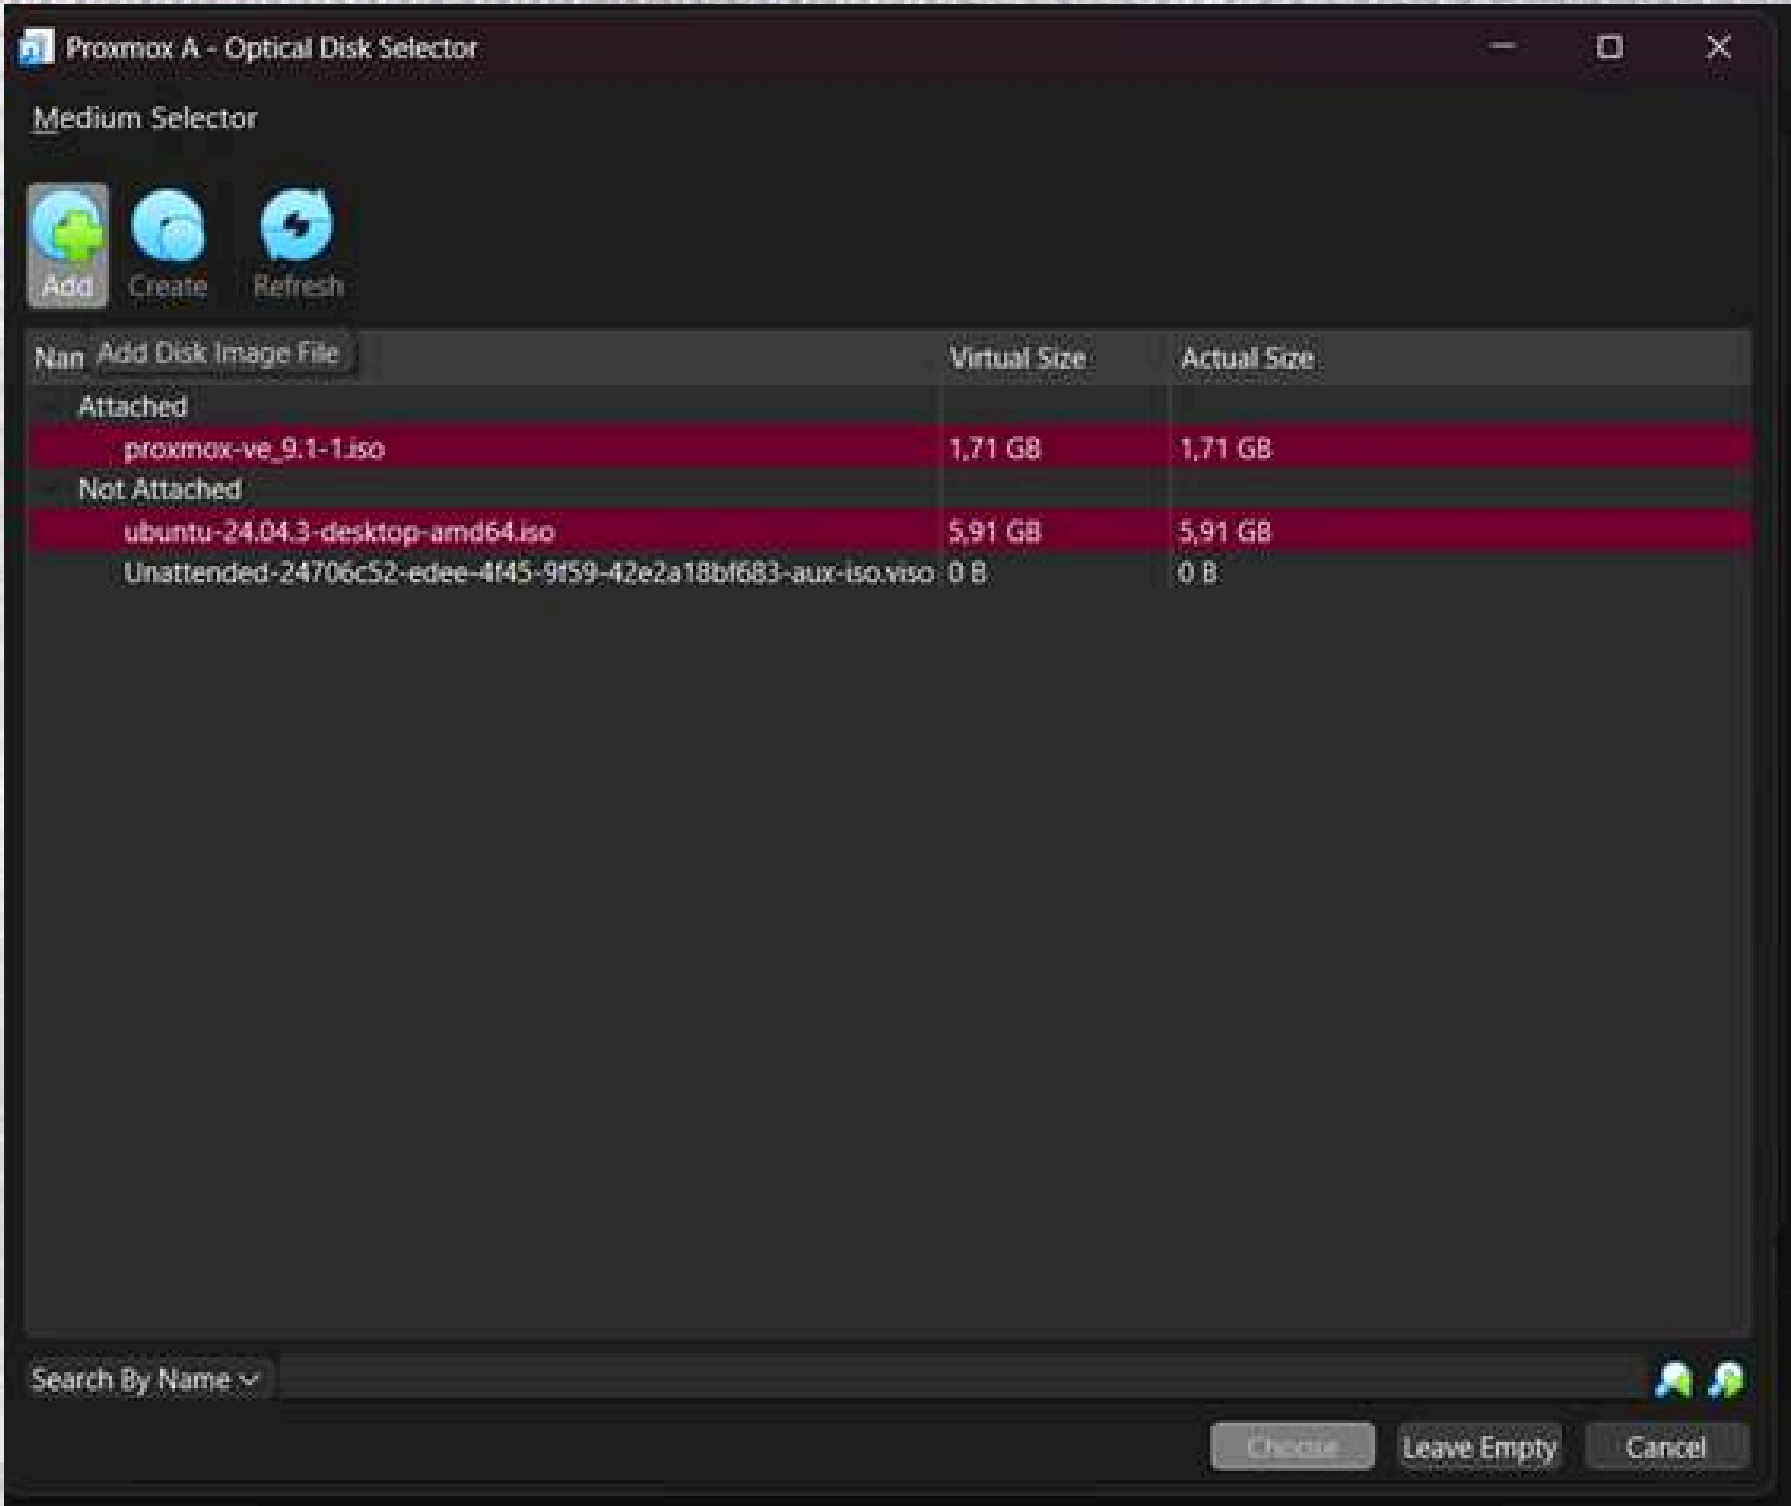 Proxmox A - Optical Disk Selector
Medium Selector
Add Create Refresh
Nan Add Disk Image File Virtual Size Actual Size
Attached
proxmox-ve_9.1-1.iso 1,71 GB 1,71 GB
Not Attached
ubuntu-24.04.3-desktop-amd64.iso 5,91 GB 5,91 GB
Unattended-24706c52-edee-4f45-9f59-42e2a18bf683-aux-iso.viso 0 B 0 B
Search By Name
Choose Leave Empty Cancel